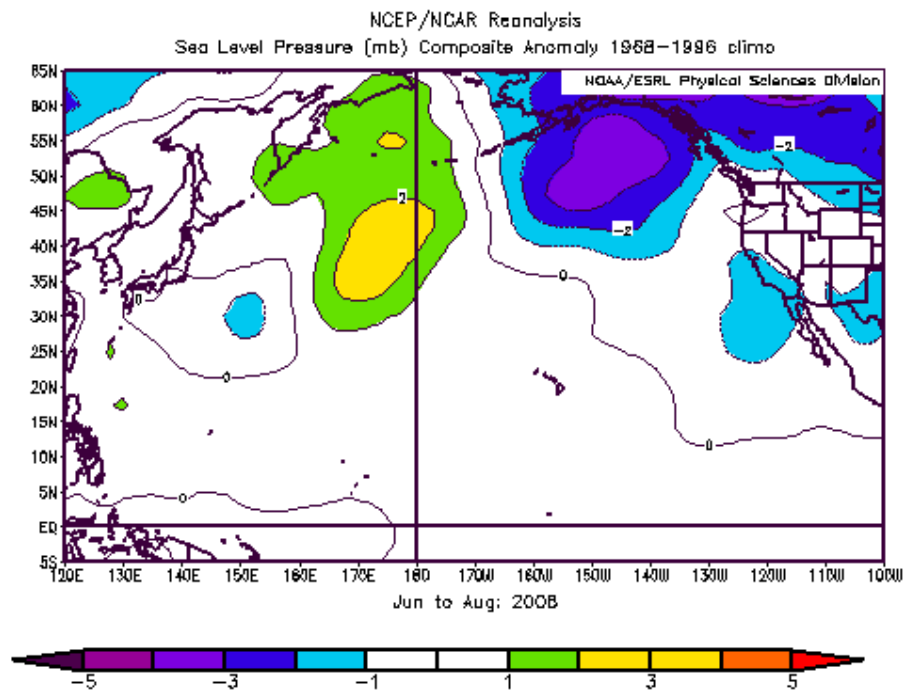 NCEP/NCAR Reanalysis
Sea Level Pressure (mb) Composite Anomaly 1968-1996 climo
NOAA/ESRL Physical Sciences Division
65N
60N
55N
50N
45N
40N
35N
30N
25N
20N
15N
10N
5N
EQ
5S
-2
2
-2
0
0
0
0
0
120E 130E 140E 150E 160E 170E 180 170W 160W 150W 140W 130W 120W 110W 100W
Jun to Aug: 2008
-5 -3 -1 1 3 5